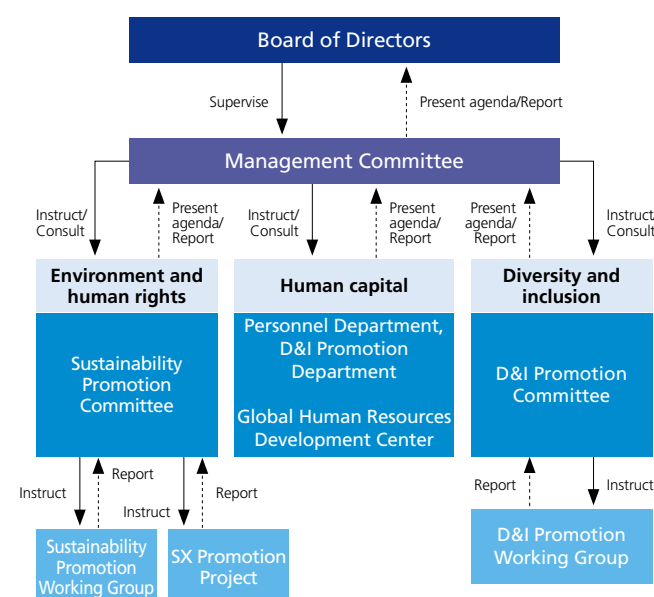 Board of Directors
Supervise
Present agenda/Report
Management Committee
Instruct/
Consult
Present
agenda/
Report
Instruct/
Consult
Present
agenda/
Report
Present
agenda/
Report
Instruct/
Consult
Environment and
human rights
Human capital
Diversity and
inclusion
Sustainability
Promotion
Committee
Personnel Department,
D&I Promotion
Department
Global Human Resources
Development Center
D&I Promotion
Committee
Instruct
Report
Instruct
Report
Report
Instruct
Sustainability
Promotion
Working Group
SX Promotion
Project
D&I Promotion
Working Group